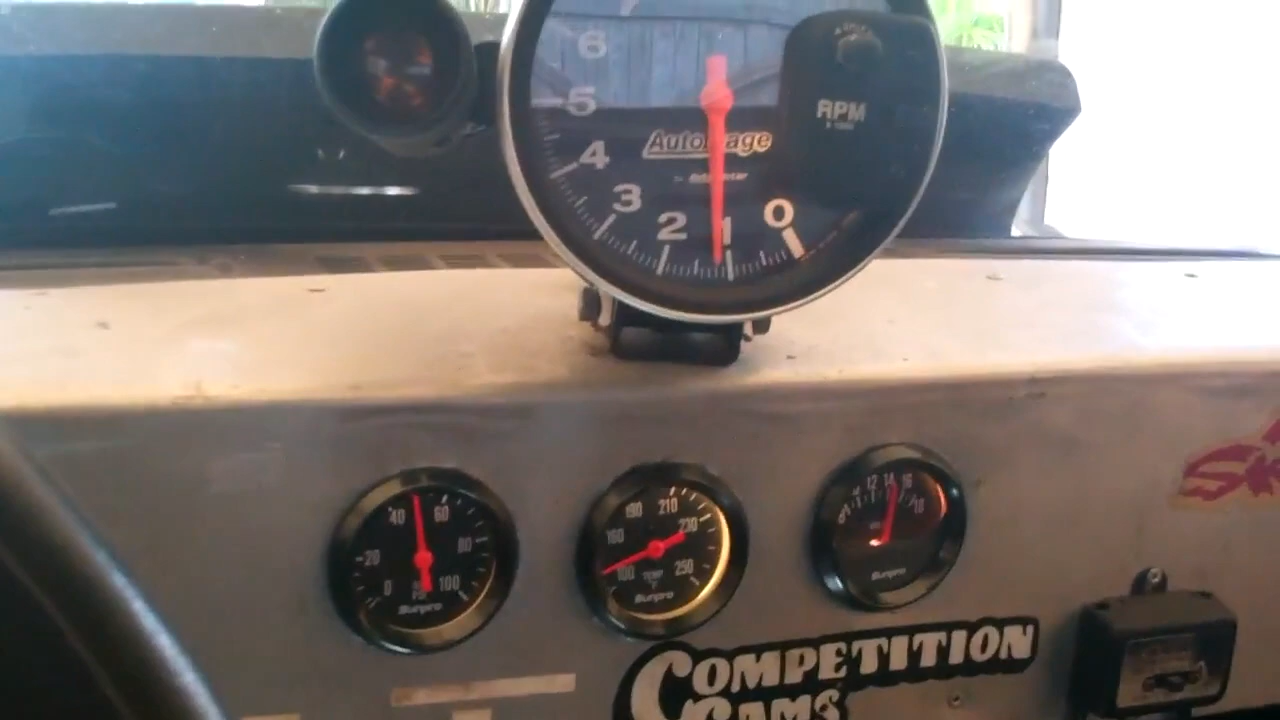 6
5
4
3
2
1
0
RPM
AutoGage
40 60
20 80
0 100
Sunpro
190 210
160 230
100 250
TEMP
°F
Sunpro
12 14 16
18
Sunpro
COMPETITION
CAMS